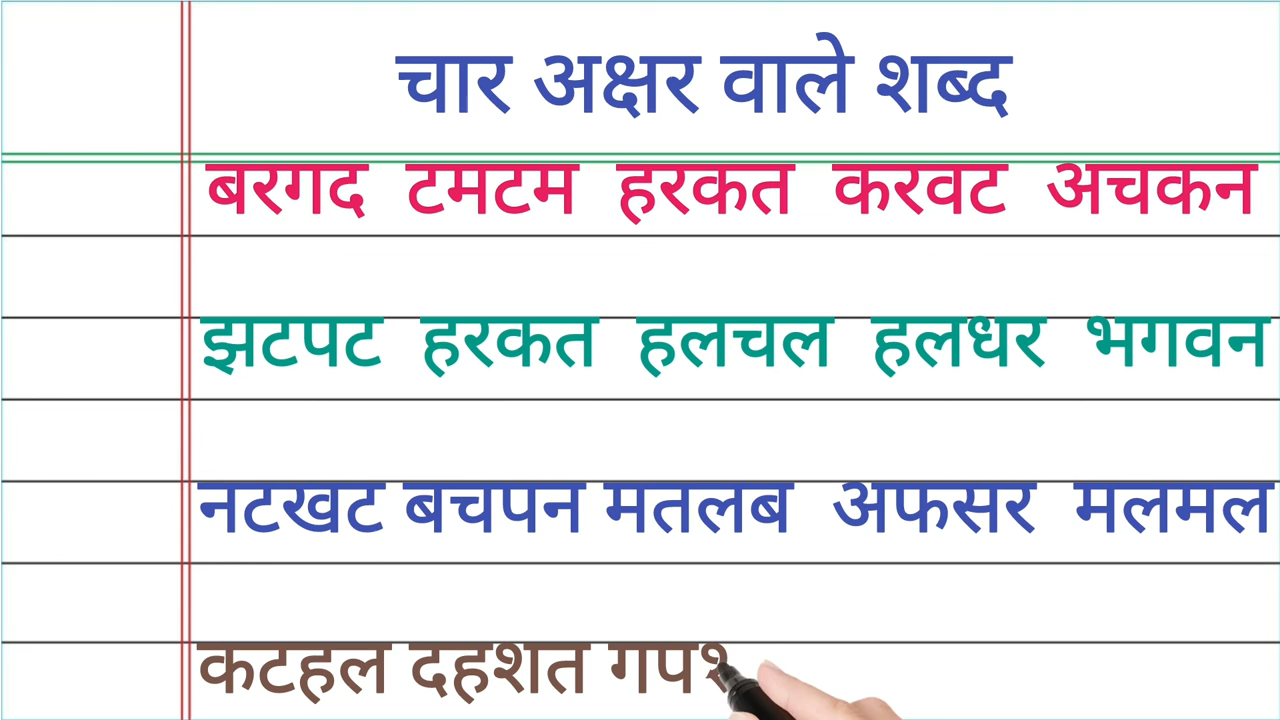 चार अक्षर वाले शब्द
बरगद टमटम हरकत करवट अचकन
झटपट हरकत हलचल हलधर भगवन
नटखट बचपन मतलब अफसर मलमल
कटहल दहशत